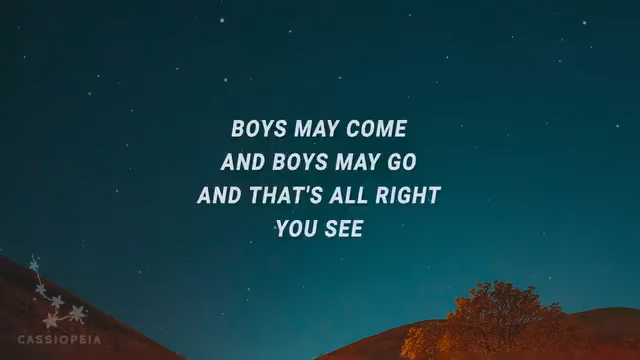 BOYS MAY COME
AND BOYS MAY GO
AND THAT'S ALL RIGHT
YOU SEE
CASSIOPEIA